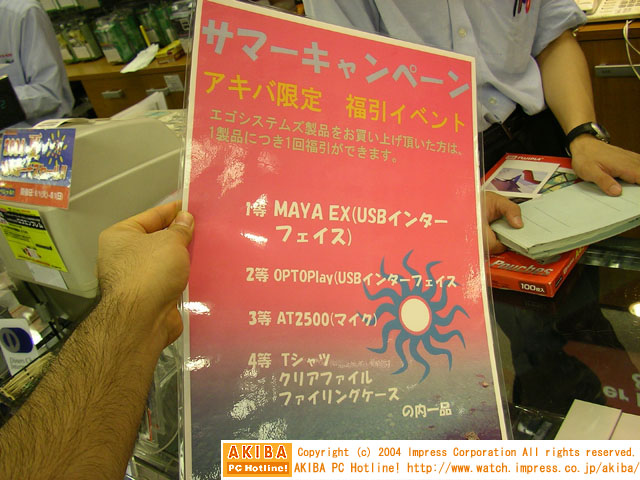 サマーキャンペーン
アキバ限定 福引イベント
エゴシステムズ製品をお買い上げ頂いた方は、
1製品につき1回福引ができます。
1等 MAYA EX(USBインター
フェイス)
2等 OPTOPlay(USBインターフェイス
3等 AT2500(マイク)
4等 Tシャツ
クリアファイル
ファイリングケース
の内一品
100枚入
AKIBA
PC Hotline!
Copyright (c) 2004 Impress Corporation All rights reserved.
AKIBA PC Hotline! http://www.watch.impress.co.jp/akiba/